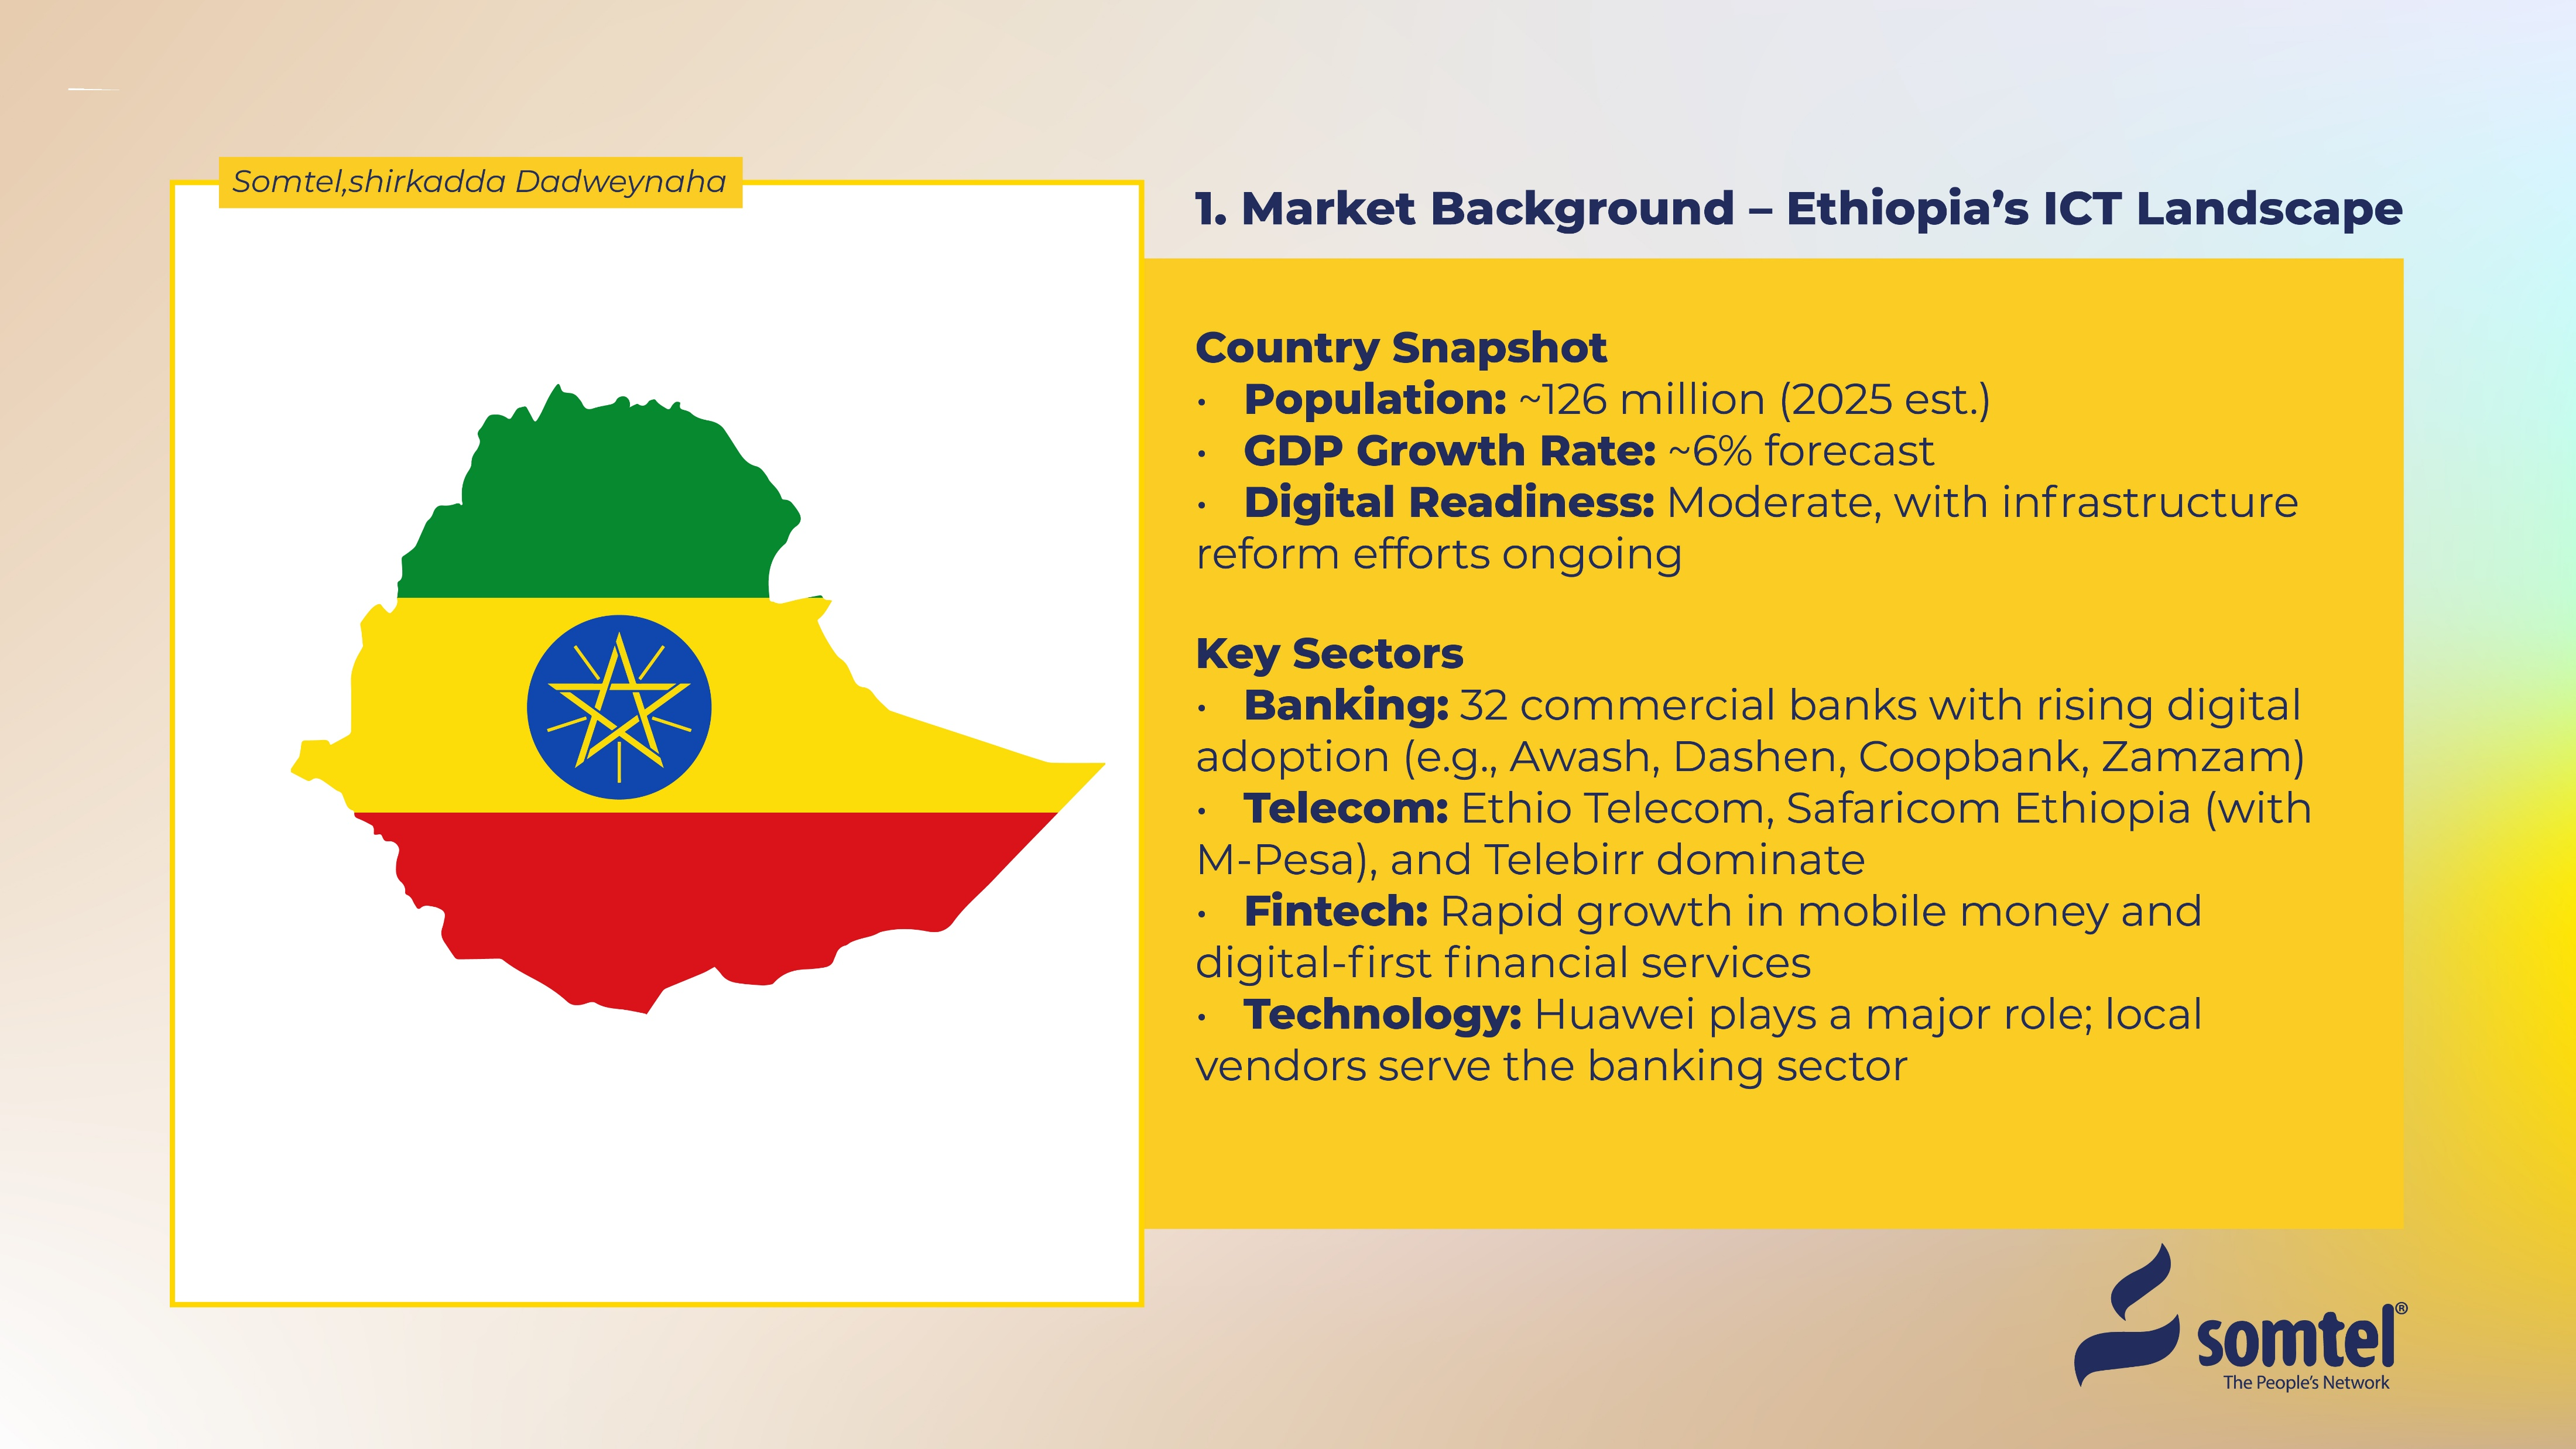 Somtel,shirkadda Dadweynaha
1. Market Background – Ethiopia’s ICT Landscape
Country Snapshot
• Population: ~126 million (2025 est.)
• GDP Growth Rate: ~6% forecast
• Digital Readiness: Moderate, with infrastructure
reform efforts ongoing
Key Sectors
• Banking: 32 commercial banks with rising digital
adoption (e.g., Awash, Dashen, Coopbank, Zamzam)
• Telecom: Ethio Telecom, Safaricom Ethiopia (with
M-Pesa), and Telebirr dominate
• Fintech: Rapid growth in mobile money and
digital-first financial services
• Technology: Huawei plays a major role; local
vendors serve the banking sector
somtel®
The People’s Network